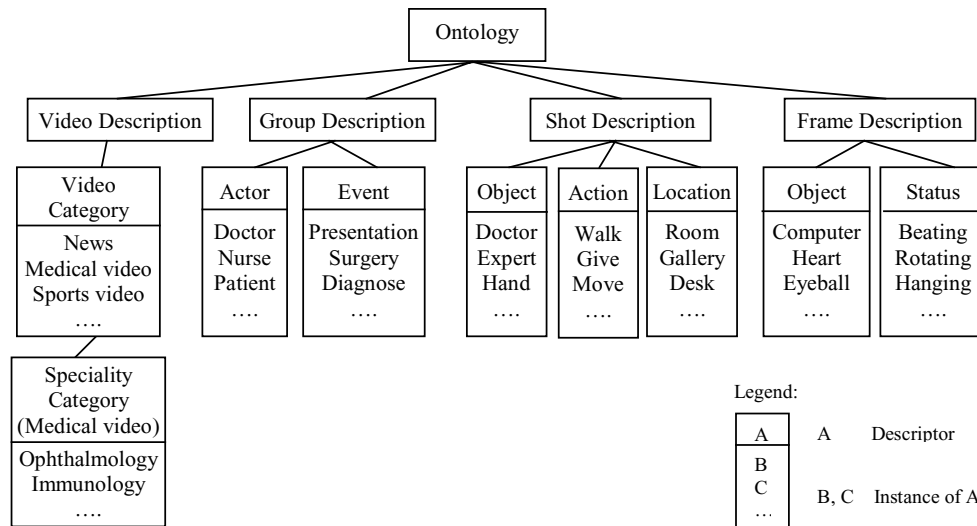 Ontology
Video Description
Group Description
Shot Description
Frame Description
Video
Category
News
Medical video
Sports video
….
Speciality
Category
(Medical video)
Ophthalmology
Immunology
….
Actor
Doctor
Nurse
Patient
….
Event
Presentation
Surgery
Diagnose
….
Object
Doctor
Expert
Hand
….
Action
Walk
Give
Move
….
Location
Room
Gallery
Desk
….
Object
Computer
Heart
Eyeball
….
Status
Beating
Rotating
Hanging
….
Legend:
A
B
C
…
A Descriptor
B, C Instance of A